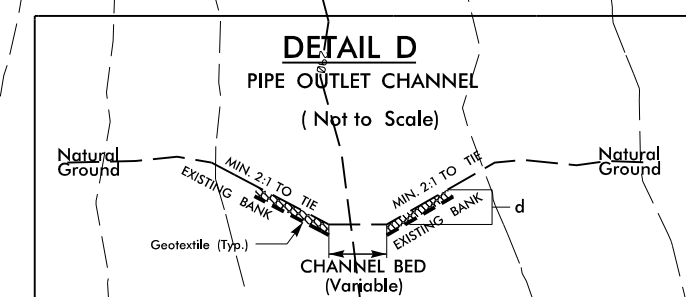 DETAIL D
PIPE OUTLET CHANNEL
( Not to Scale)
Natural
Ground
Natural
Ground
MIN. 2:1 TO TIE
MIN. 2:1 TO TIE
EXISTING BANK
EXISTING BANK
d
Geotextile (Typ.)
CHANNEL BED
(Variable)